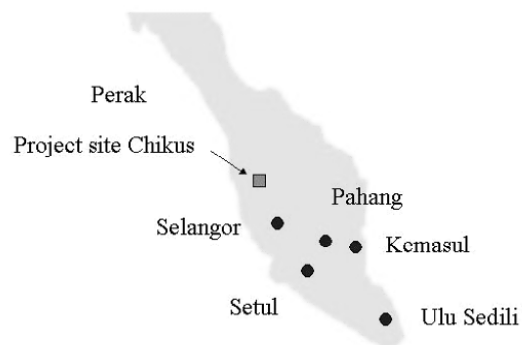 Perak
Project site Chikus
Pahang
Selangor
Kemasul
Setul
Ulu Sedili